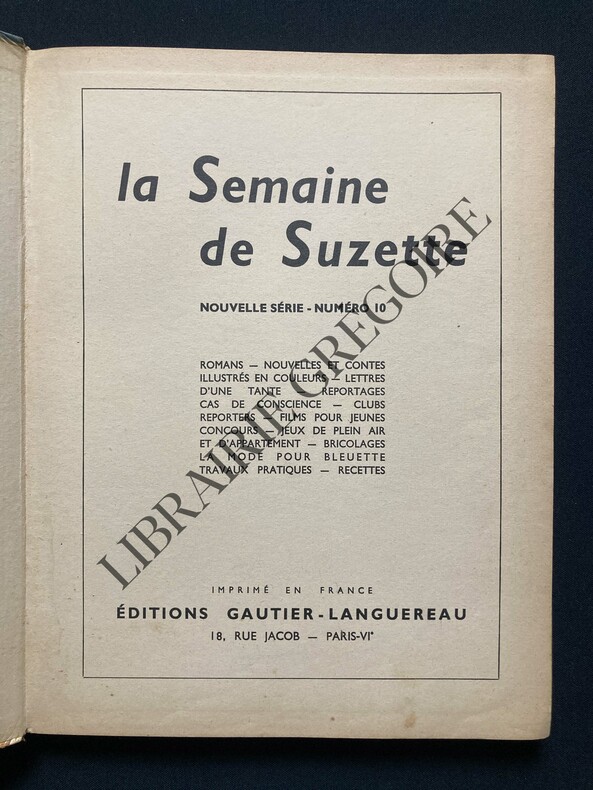 la Semaine
de Suzette
NOUVELLE SÉRIE - NUMÉRO 10
ROMANS — NOUVELLES ET CONTES
ILLUSTRÉS EN COULEURS — LETTRES
D'UNE TANTE — REPORTAGES
CAS DE CONSCIENCE — CLUBS
REPORTERS — FILMS POUR JEUNES
CONCOURS — JEUX DE PLEIN AIR
ET D'APPARTEMENT — BRICOLAGES
LA MODE POUR BLEUETTE
TRAVAUX PRATIQUES — RECETTES
IMPRIMÉ EN FRANCE
ÉDITIONS GAUTIER-LANGUEREAU
18, RUE JACOB — PARIS-VIe
LIBRAIRIE GRÉGOIRE